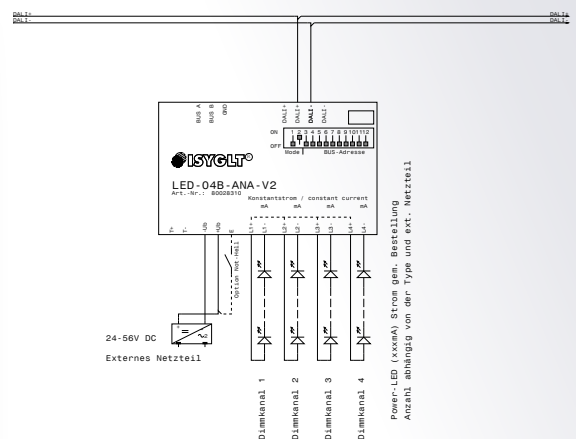 DALI+
DALI-
DALI+
DALI-
BUS A
BUS B
GND
DALI+
DALI+
DALI-
DALI-
ON
1 2 3 4 5 6 7 8 9 10 11 12
OFF
Mode
BUS-Adresse
ISYGLT®
LED-04B-ANA-V2
Art.-Nr.: 80028310
Konstantstrom / constant current
mA mA mA mA
T+
T-
-Ub
+Ub
E
L1+
L1-
L2+
L2-
L3+
L3-
L4+
L4-
Option Not-Hell
24-56V DC
Externes Netzteil
Dimmkanal 1
Dimmkanal 2
Dimmkanal 3
Dimmkanal 4
Power-LED (xxxmA) Strom gem. Bestellung
Anzahl abhängig von der Type und ext. Netzteil